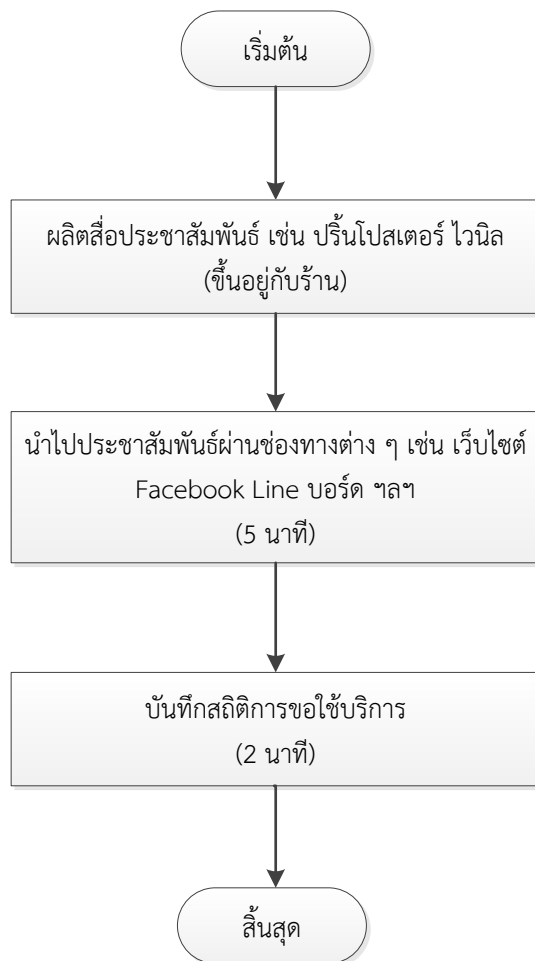 เริ่มต้น
ผลิตสื่อประชาสัมพันธ์ เช่น ปริ้นโปสเตอร์ ไวนิล
(ขึ้นอยู่กับร้าน)
นำไปประชาสัมพันธ์ผ่านช่องทางต่าง ๆ เช่น เว็บไซต์
Facebook Line บอร์ด ฯลฯ
(5 นาที)
บันทึกสถิติการขอใช้บริการ
(2 นาที)
สิ้นสุด